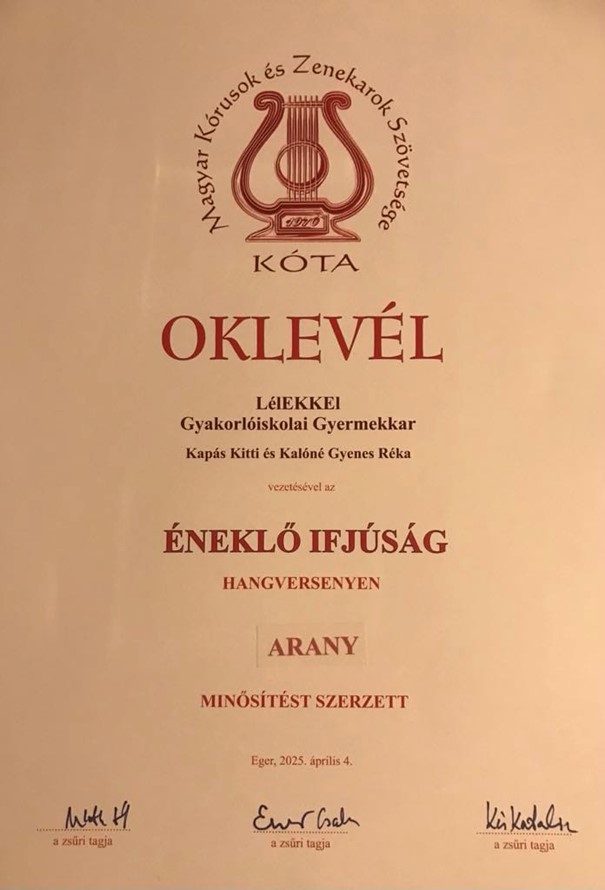 Magyar Kórusok és Zenekarok Szövetsége
KÓTA
OKLEVÉL
LélEKKEl
Gyakorlóiskolai Gyermekkar
Kapás Kitti és Kalóné Gyenes Réka
vezetésével az
ÉNEKLŐ IFJÚSÁG
HANGVERSENYEN
ARANY
MINŐSÍTÉST SZERZETT
Eger, 2025. április 4.
a zsűri tagja
a zsűri tagja
a zsűri tagja